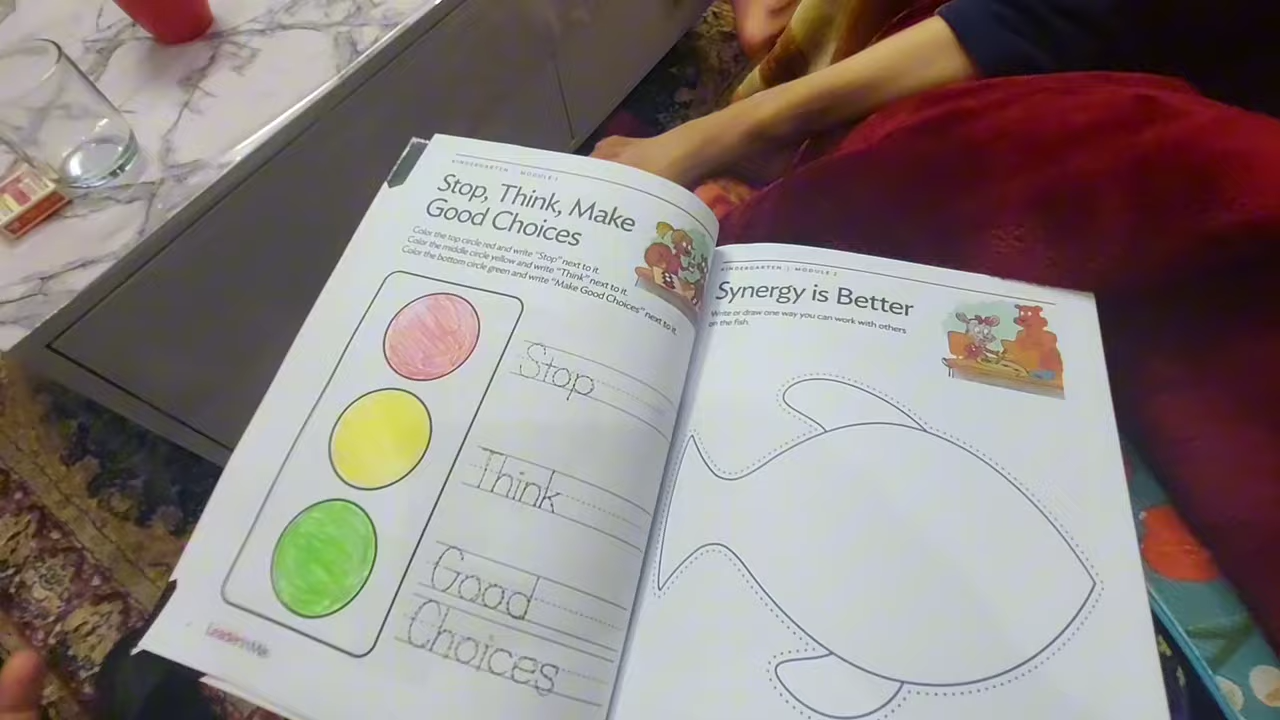 KINDERGARTEN | MODULE 1
Stop, Think, Make
Good Choices
Color the top circle red and write "Stop" next to it.
Color the middle circle yellow and write "Think" next to it.
Color the bottom circle green and write "Make Good Choices" next to it.
Stop
Think
Good
Choices
LeaderinMe
KINDERGARTEN | MODULE 2
Synergy is Better
Write or draw one way you can work with others
on the fish.